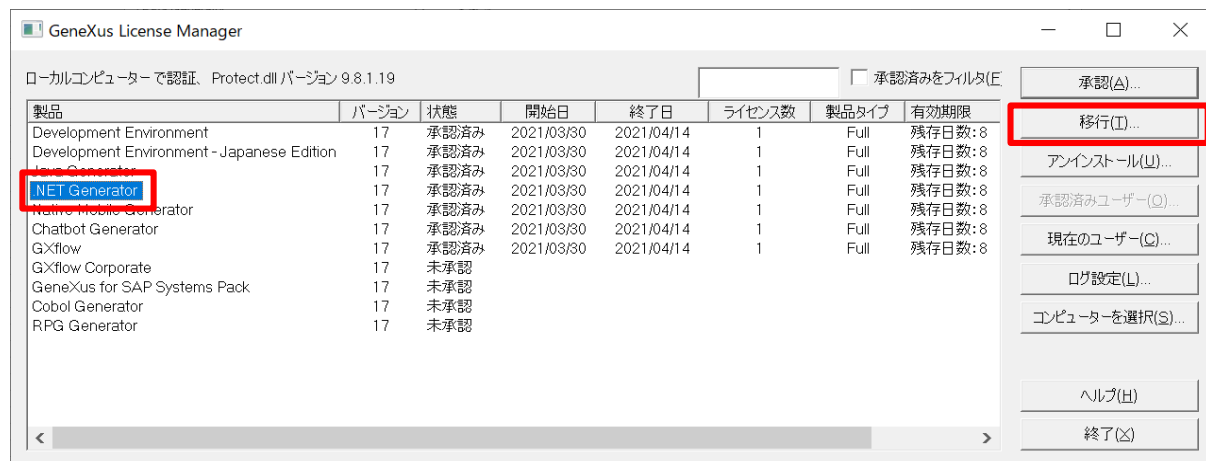 GeneXus License Manager
ローカルコンピューター で認証、 Protect.dll バージョン 9.8.1.19
承認済みをフィルタ(F
製品 バージョン 状態 開始日 終了日 ライセンス数 製品タイプ 有効期限
Development Environment 17 承認済み 2021/03/30 2021/04/14 1 Full 残存日数:8
Development Environment - Japanese Edition 17 承認済み 2021/03/30 2021/04/14 1 Full 残存日数:8
Java Generator 17 承認済み 2021/03/30 2021/04/14 1 Full 残存日数:8
.NET Generator 17 承認済み 2021/03/30 2021/04/14 1 Full 残存日数:8
Native Mobile Generator 17 承認済み 2021/03/30 2021/04/14 1 Full 残存日数:8
Chatbot Generator 17 承認済み 2021/03/30 2021/04/14 1 Full 残存日数:8
GXflow 17 承認済み 2021/03/30 2021/04/14 1 Full 残存日数:8
GXflow Corporate 17 未承認
GeneXus for SAP Systems Pack 17 未承認
Cobol Generator 17 未承認
RPG Generator 17 未承認
承認(A)...
移行(T)...
アンインストール(U)...
承認済みユーザー(O)...
現在のユーザー(C)...
ログ設定(L)...
コンピューターを選択(S)...
ヘルプ(H)
終了(X)